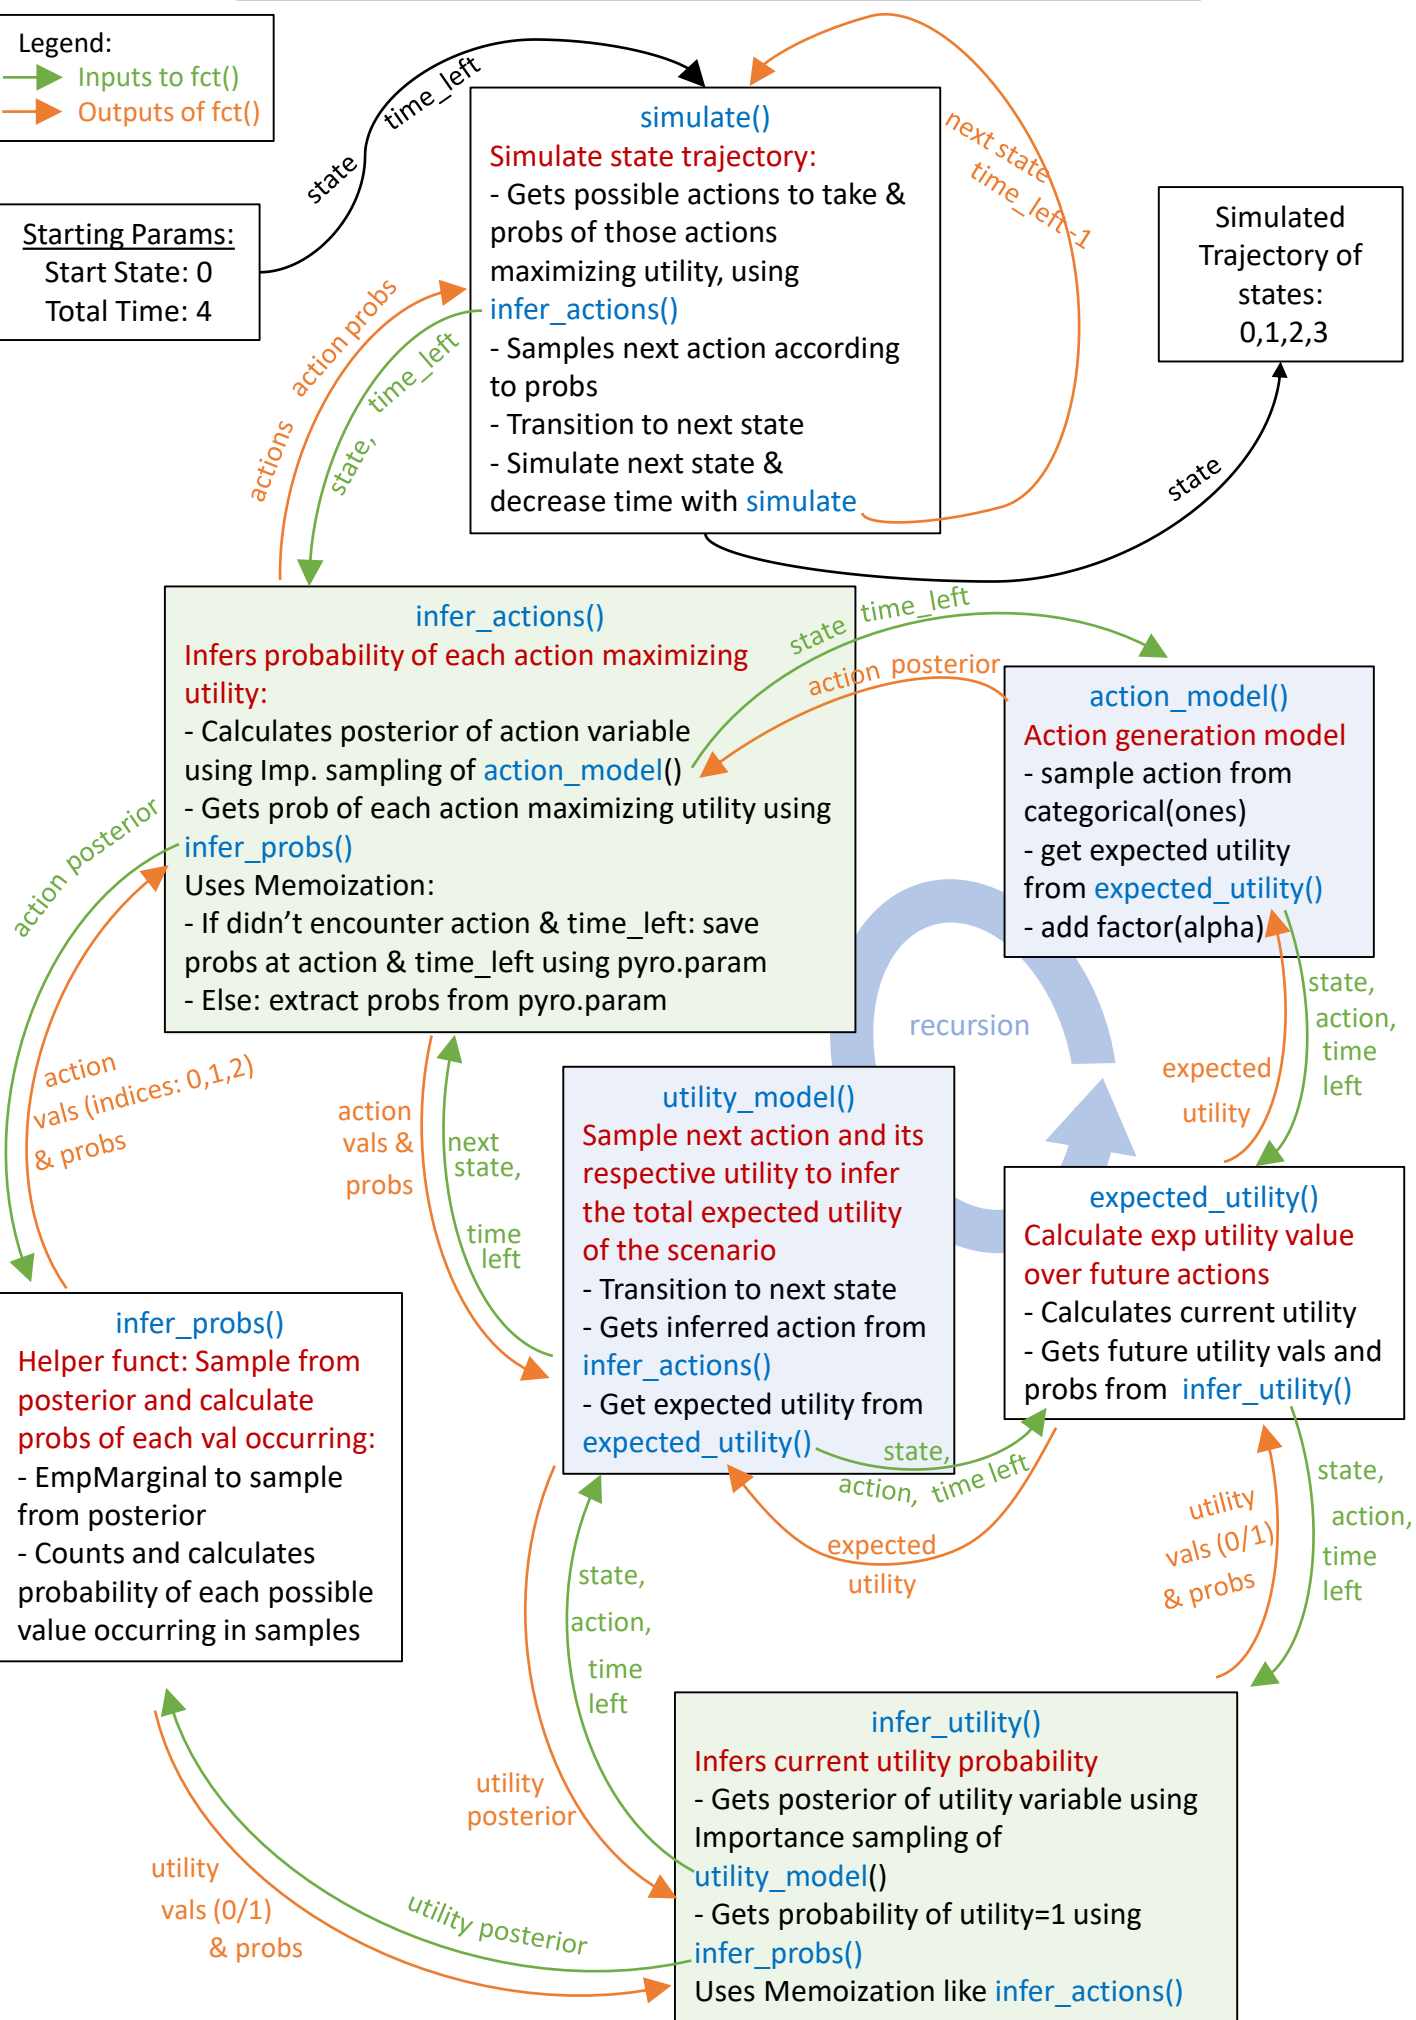 Legend:
Inputs to fct()
Outputs of fct()
Starting Params:
Start State: 0
Total Time: 4
state
time_left
simulate()
Simulate state trajectory:
- Gets possible actions to take &
probs of those actions
maximizing utility, using
infer_actions()
- Samples next action according
to probs
- Transition to next state
- Simulate next state &
decrease time with simulate
next state
time_left -1
Simulated
Trajectory of
states:
0,1,2,3
state
actions
action probs
state,
time_left
infer_actions()
Infers probability of each action maximizing
utility:
- Calculates posterior of action variable
using Imp. sampling of action_model()
- Gets prob of each action maximizing utility using
infer_probs()
Uses Memoization:
- If didn’t encounter action & time_left: save
probs at action & time_left using pyro.param
- Else: extract probs from pyro.param
state
time_left
action posterior
action_model()
Action generation model
- sample action from
categorical(ones)
- get expected utility
from expected_utility()
- add factor(alpha)
recursion
state,
action,
time
left
expected
utility
action posterior
action
vals (indices: 0,1,2)
& probs
action
vals &
probs
next
state,
time
left
utility_model()
Sample next action and its
respective utility to infer
the total expected utility
of the scenario
- Transition to next state
- Gets inferred action from
infer_actions()
- Get expected utility from
expected_utility()
expected_utility()
Calculate exp utility value
over future actions
- Calculates current utility
- Gets future utility vals and
probs from infer_utility()
state,
action, time left
expected
utility
infer_probs()
Helper funct: Sample from
posterior and calculate
probs of each val occurring:
- EmpMarginal to sample
from posterior
- Counts and calculates
probability of each possible
value occurring in samples
utility
vals (0/1)
& probs
state,
action,
time
left
state,
action,
time
left
utility
posterior
infer_utility()
Infers current utility probability
- Gets posterior of utility variable using
Importance sampling of
utility_model()
- Gets probability of utility=1 using
infer_probs()
Uses Memoization like infer_actions()
utility
vals (0/1)
& probs
utility posterior